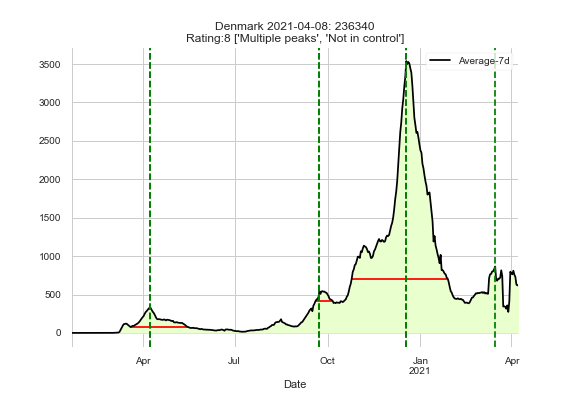 Denmark 2021-04-08: 236340
Rating:8 ['Multiple peaks', 'Not in control']
Average-7d
3500
3000
2500
2000
1500
1000
500
0
Apr Jul Oct Jan Apr
2021
Date